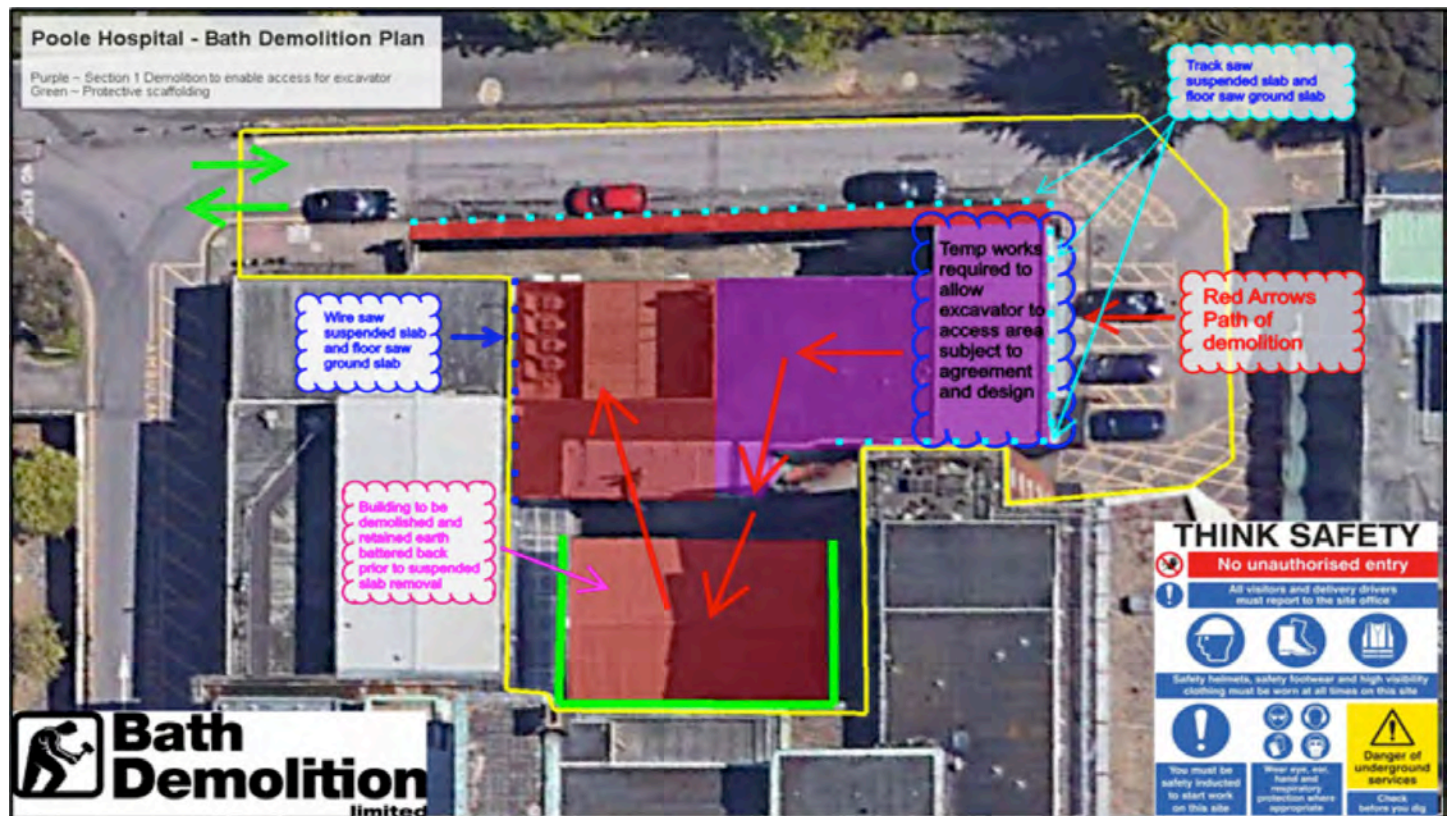 Poole Hospital - Bath Demolition Plan
Purple – Section 1 Demolition to enable access for excavator
Green – Protective scaffolding
Track saw
suspended slab and
floor saw ground slab
NO EXIT
Temp works
required to
allow
excavator to
access area
subject to
agreement
and design
Red Arrows
Path of
demolition
Wire saw
suspended slab
and floor saw
ground slab
Building to be
demolished and
retained earth
battered back
prior to suspended
slab removal
THINK SAFETY
No unauthorised entry
All visitors and delivery drivers
must report to the site office
Safety helmets, safety footwear and high visibility
clothing must be worn at all times on this site
You must be
safety inducted
to start work
on this site
Wear eye, ear,
hand and
respiratory
protection where
appropriate
Danger of
underground
services
Check
before you dig
Bath
Demolition
limited